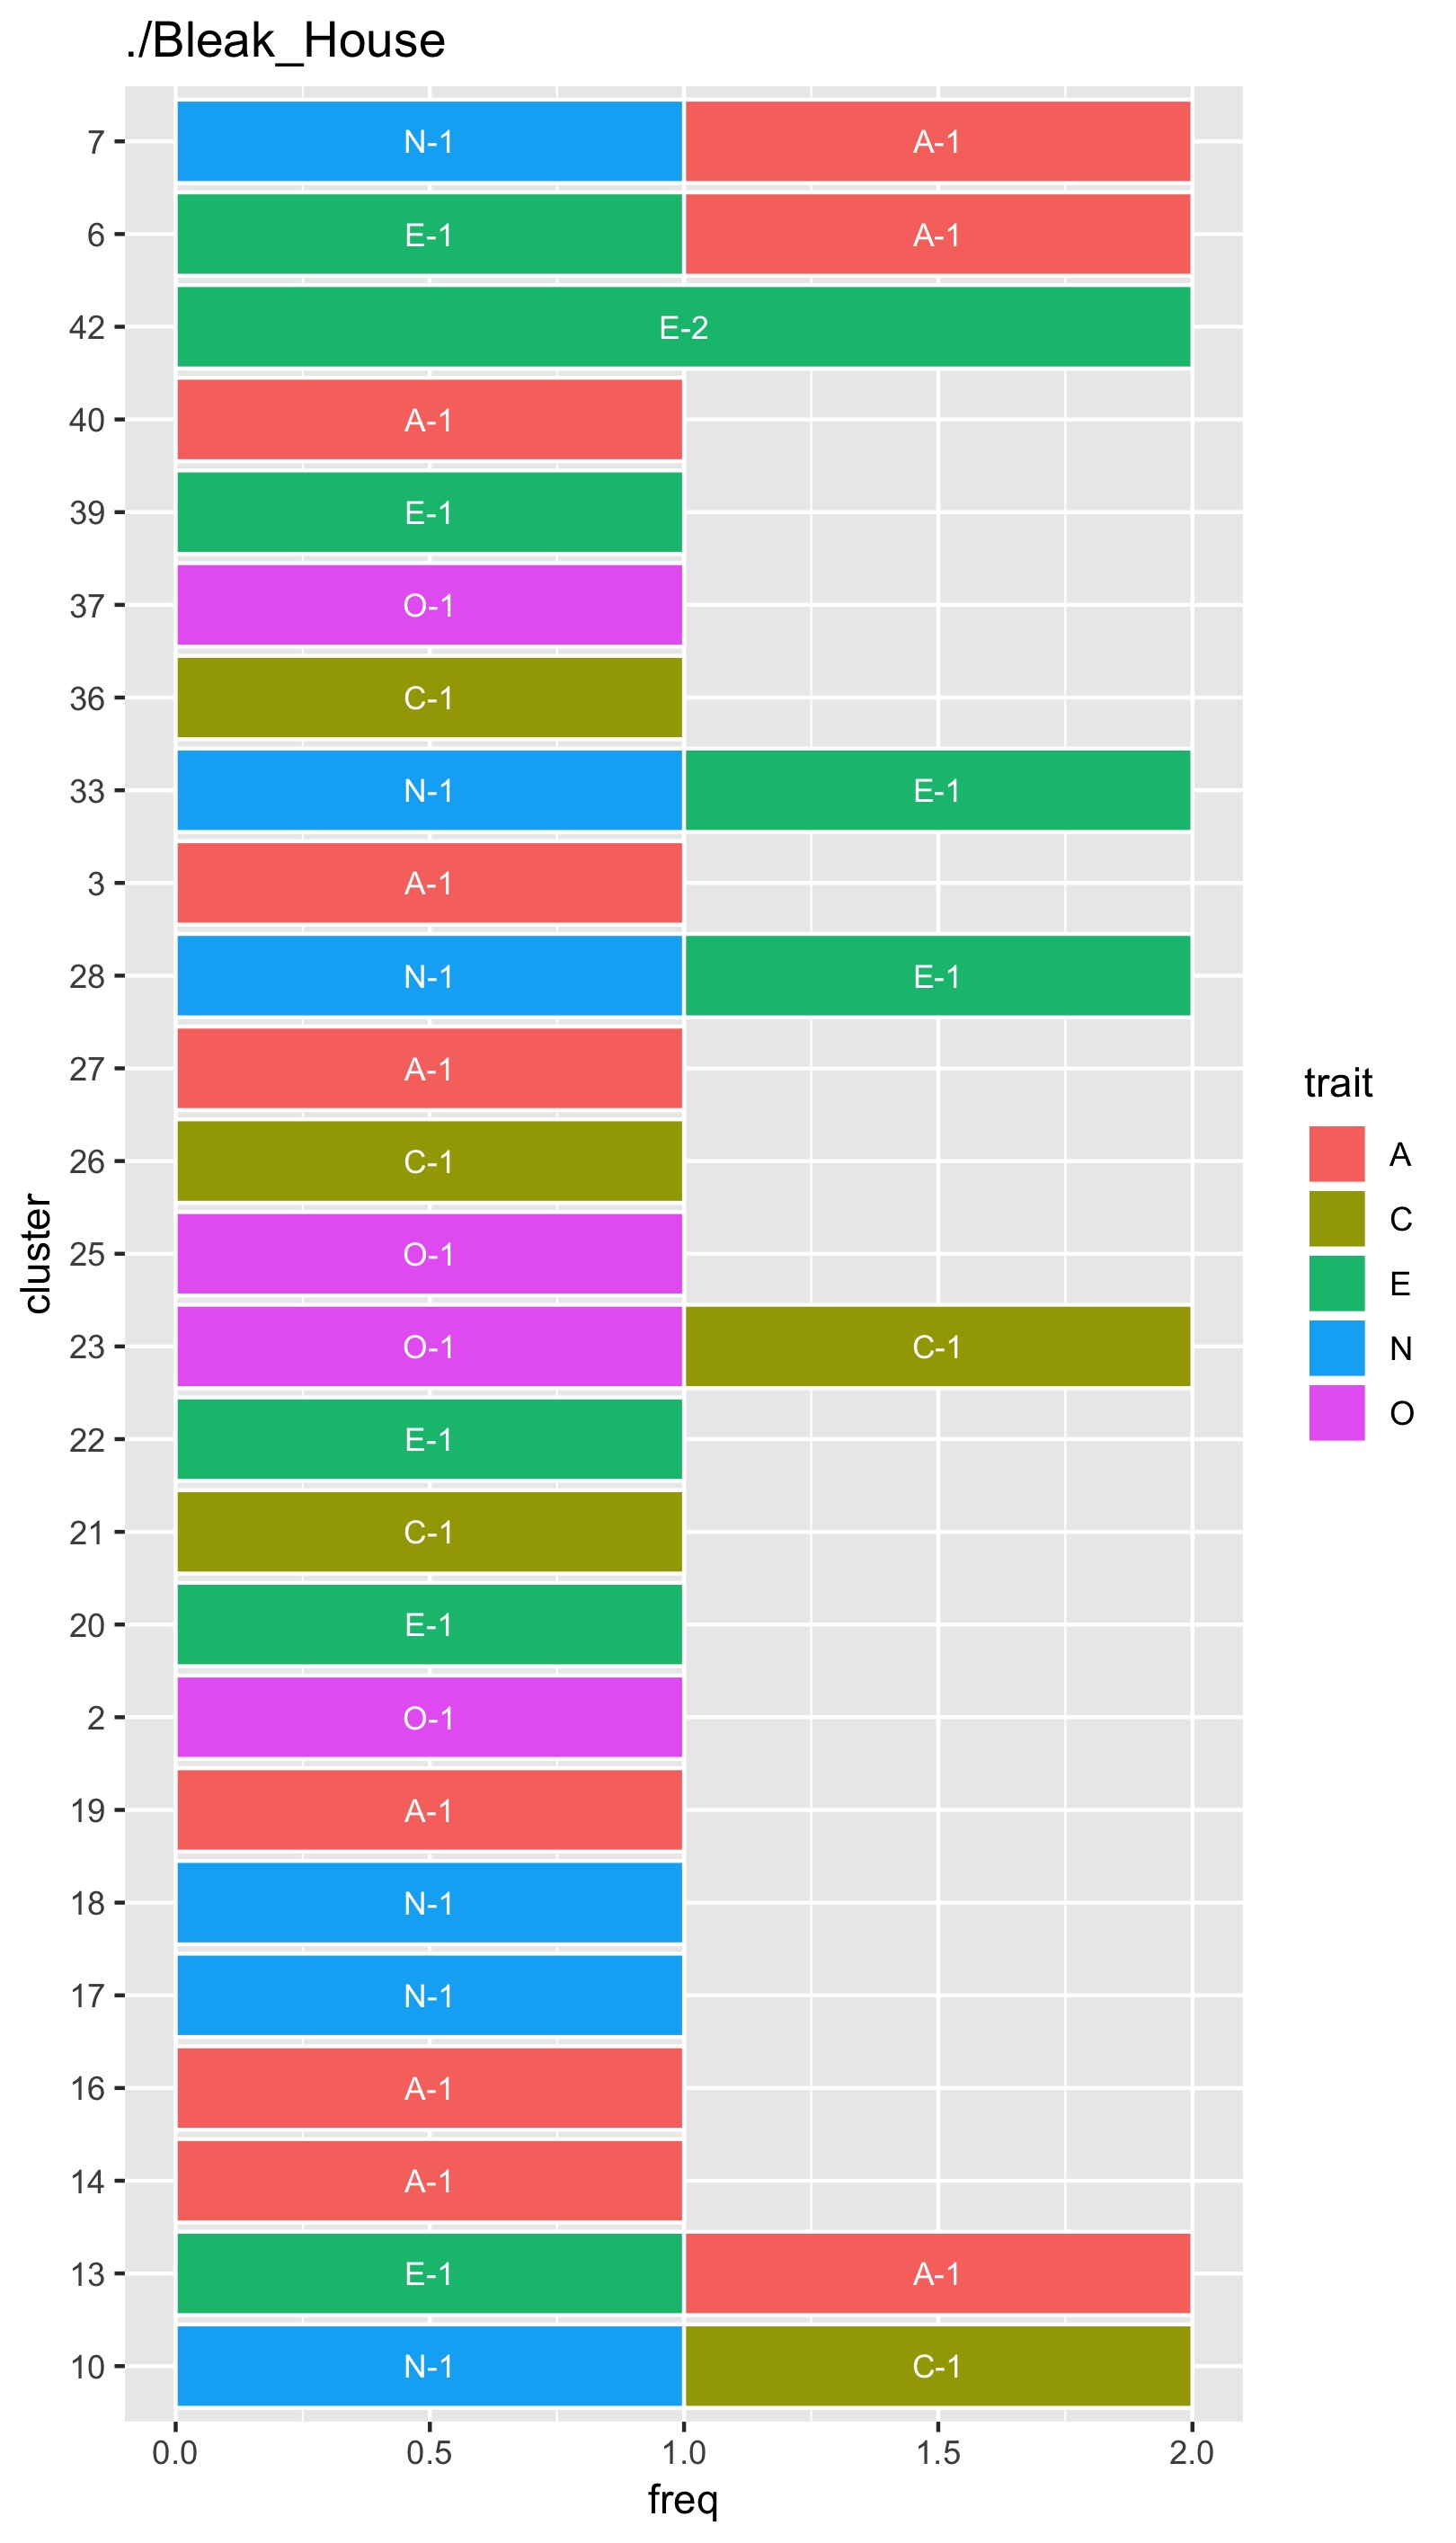 ./Bleak_House
7 N-1 A-1
6 E-1 A-1
42 E-2
40 A-1
39 E-1
37 O-1
36 C-1
33 N-1 E-1
3 A-1
28 N-1 E-1
27 A-1
26 C-1
25 O-1
23 O-1 C-1
22 E-1
21 C-1
20 E-1
2 O-1
19 A-1
18 N-1
17 N-1
16 A-1
14 A-1
13 E-1 A-1
10 N-1 C-1
0.0 0.5 1.0 1.5 2.0
freq
cluster
trait
A
C
E
N
O